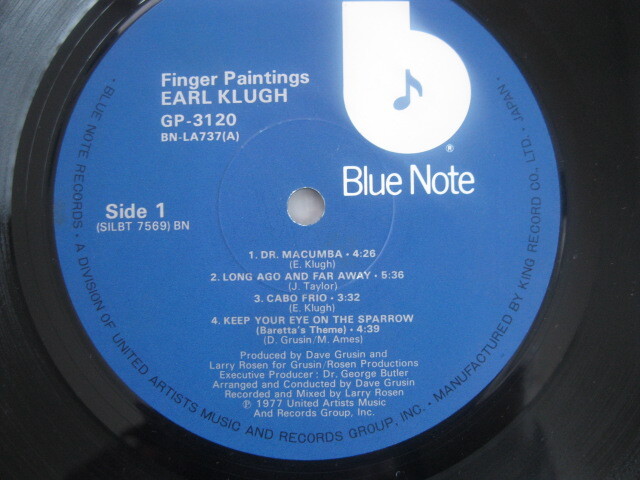 Finger Paintings
EARL KLUGH
GP-3120
BN-LA737(A)
b
®
Blue Note
Side 1
(SILBT 7569) BN
1. DR. MACUMBA • 4:26
(E. Klugh)
2. LONG AGO AND FAR AWAY • 5:36
(J. Taylor)
3. CABO FRIO • 3:32
(E. Klugh)
4. KEEP YOUR EYE ON THE SPARROW
(Baretta's Theme) • 4:39
(D. Grusin/M. Ames)
Produced by Dave Grusin and
Larry Rosen for Grusin/Rosen Productions
Executive Producer : Dr. George Butler
Arranged and Conducted by Dave Grusin
Recorded and Mixed by Larry Rosen
℗ 1977 United Artists Music
And Records Group, Inc.
• BLUE NOTE RECORDS • A DIVISION OF UNITED ARTISTS MUSIC AND RECORDS GROUP, INC. • MANUFACTURED BY KING RECORD CO., LTD. • JAPAN •